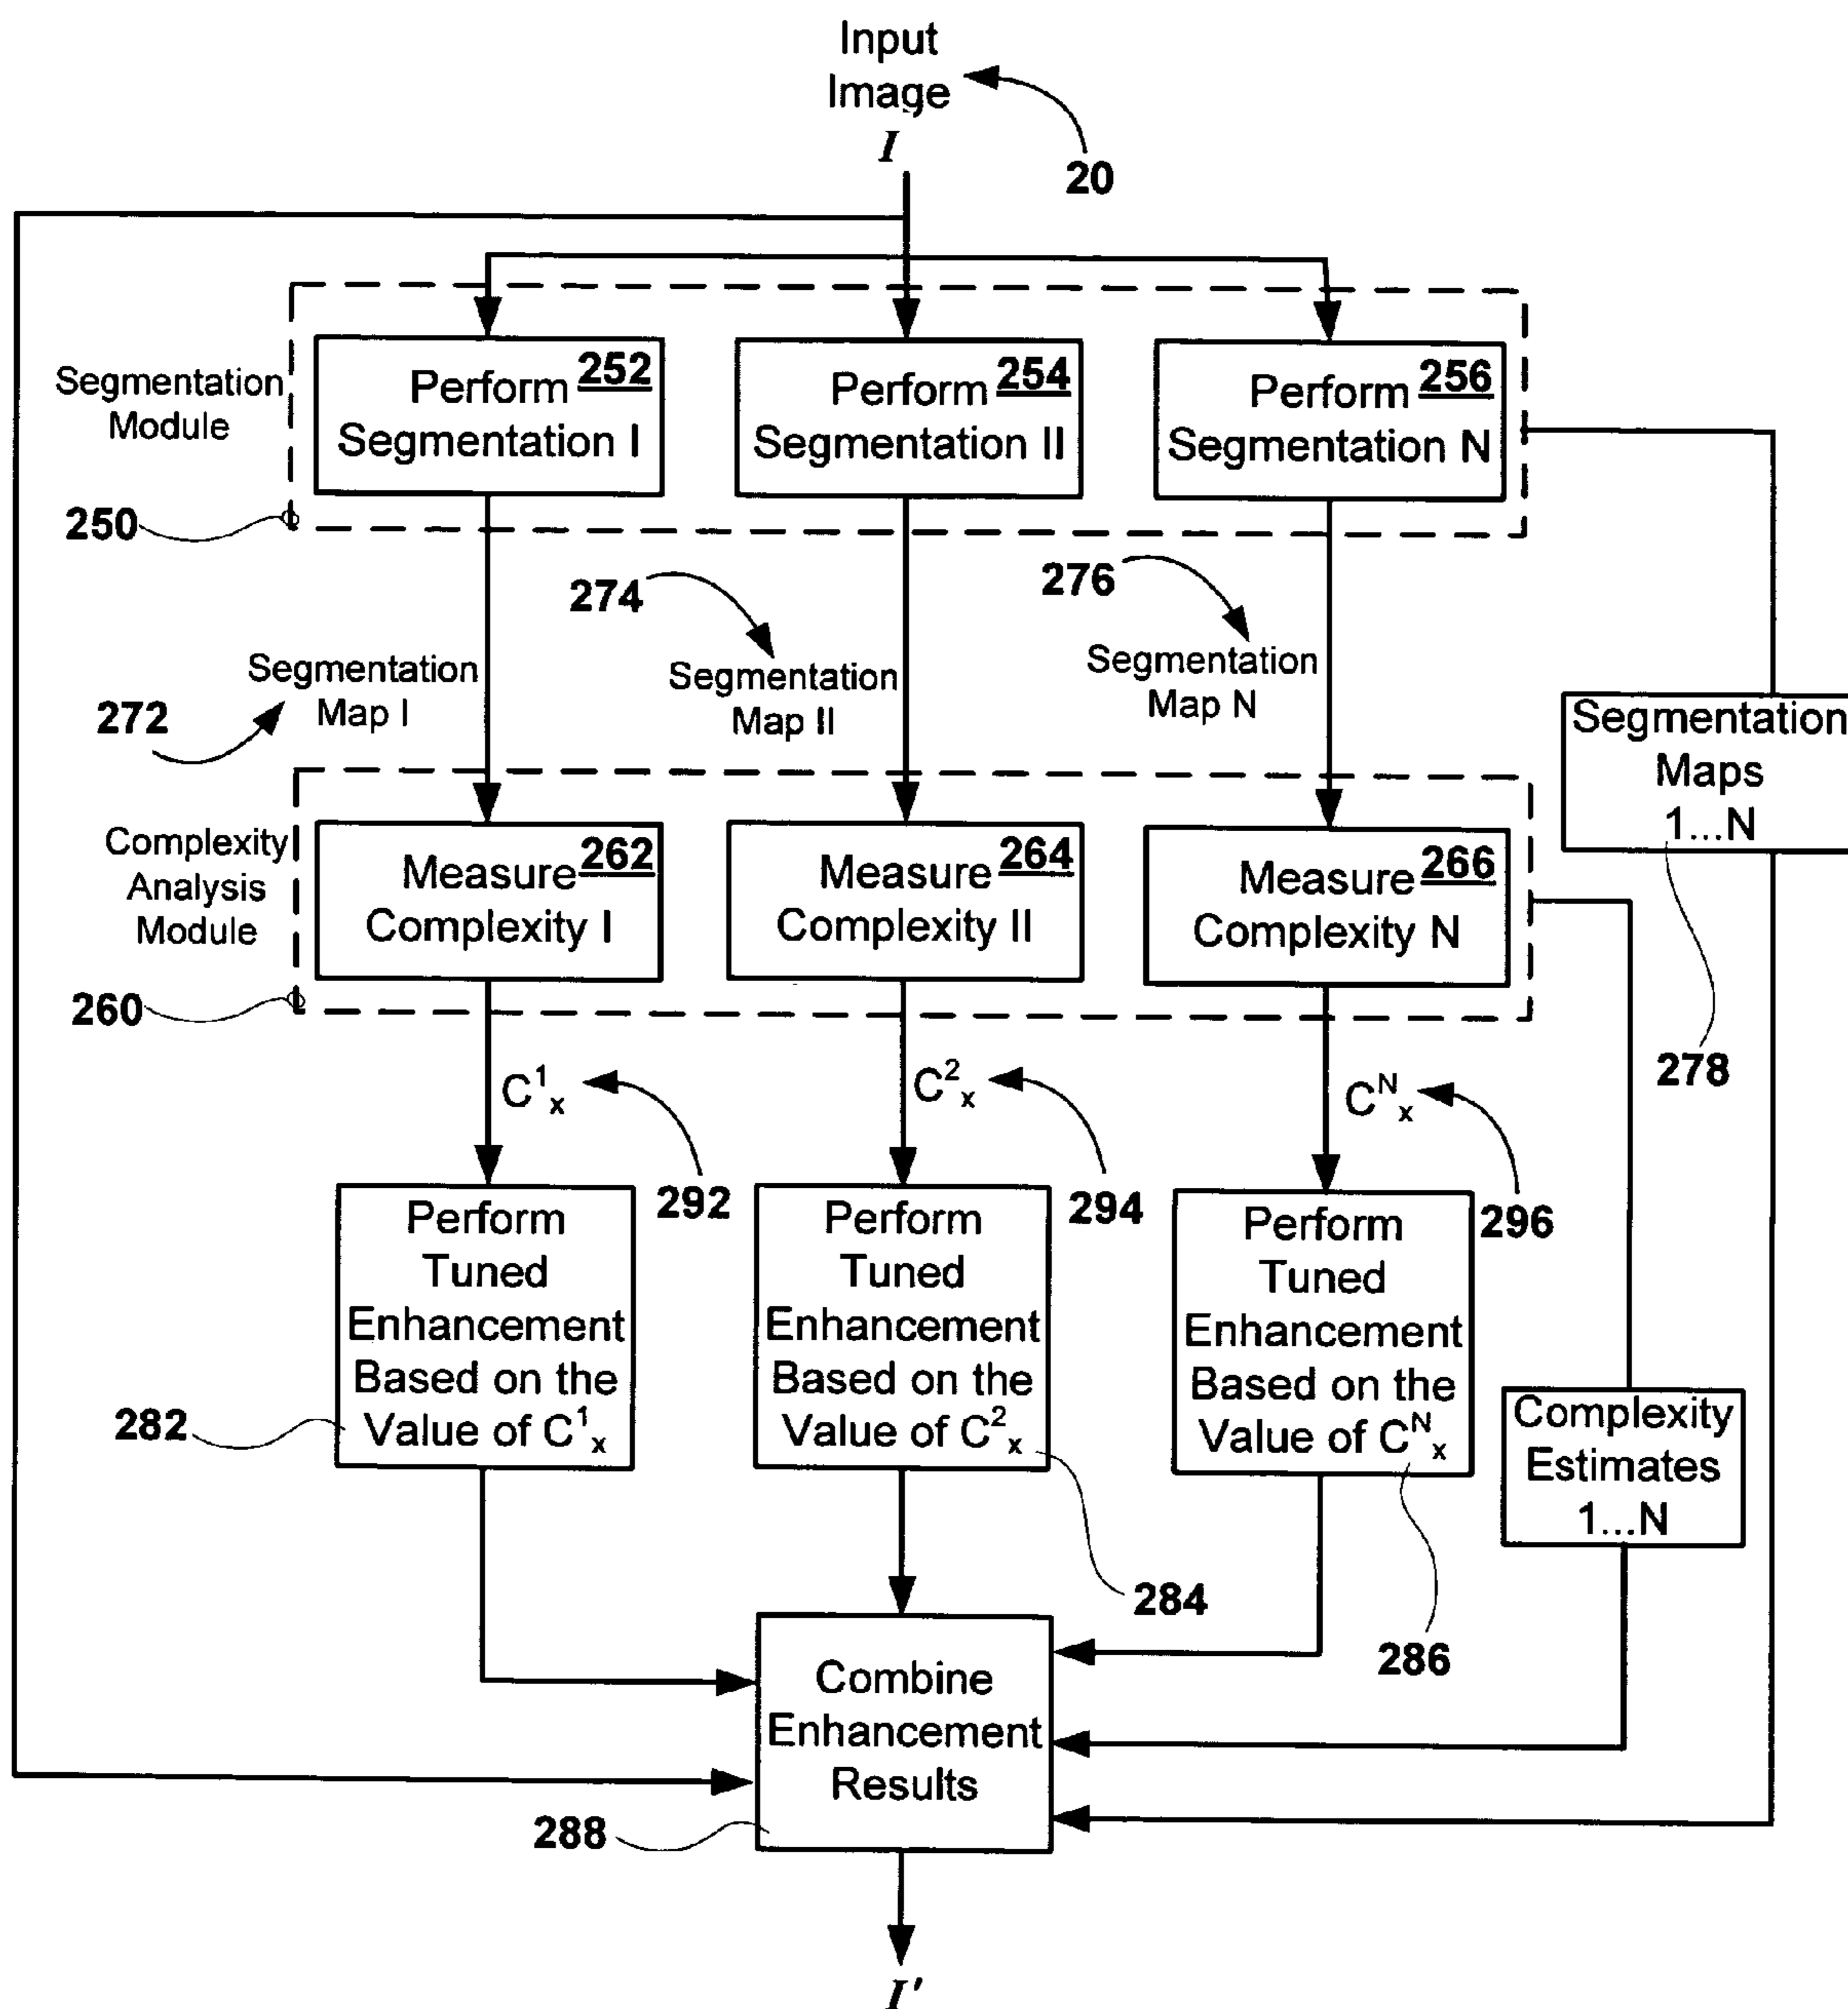 Input
Image
I
20
Segmentation
Module
Perform 252
Segmentation I
Perform 254
Segmentation II
Perform 256
Segmentation N
250
274
276
272
Segmentation
Map I
Segmentation
Map II
Segmentation
Map N
Segmentation
Maps
1...N
Complexity
Analysis
Module
Measure 262
Complexity I
Measure 264
Complexity II
Measure 266
Complexity N
260
278
C¹ₓ
292
C²ₓ
294
Cᴺₓ
296
Perform
Tuned
Enhancement
Based on the
Value of C¹ₓ
282
Perform
Tuned
Enhancement
Based on the
Value of C²ₓ
284
Perform
Tuned
Enhancement
Based on the
Value of Cᴺₓ
286
Complexity
Estimates
1...N
Combine
Enhancement
Results
288
I'